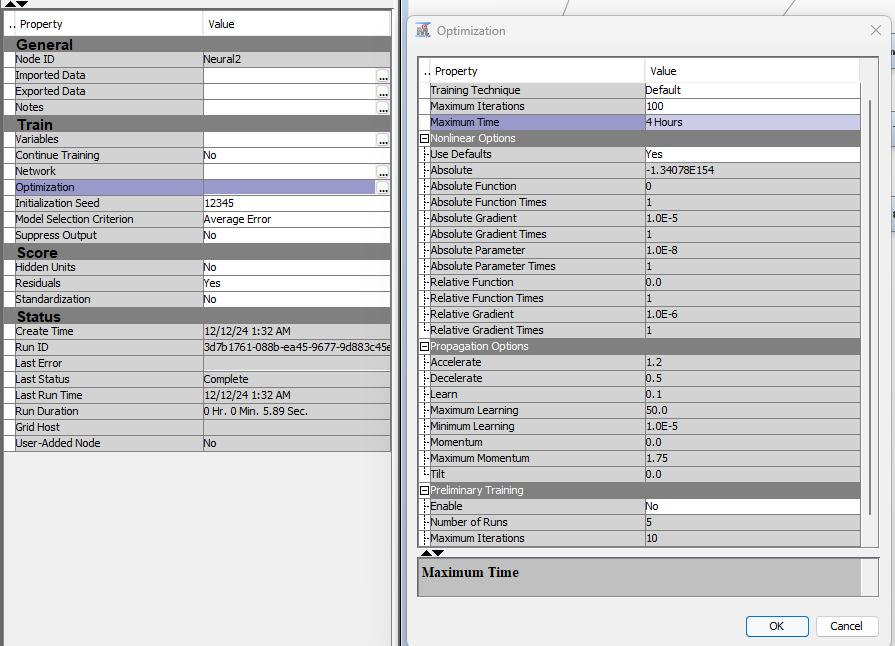 .. Property Value
General
Node ID Neural2
Imported Data ...
Exported Data ...
Notes ...
Train
Variables ...
Continue Training No
Network ...
Optimization ...
Initialization Seed 12345
Model Selection Criterion Average Error
Suppress Output No
Score
Hidden Units No
Residuals Yes
Standardization No
Status
Create Time 12/12/24 1:32 AM
Run ID 3d7b1761-088b-ea45-9677-9d883c45e
Last Error
Last Status Complete
Last Run Time 12/12/24 1:32 AM
Run Duration 0 Hr. 0 Min. 5.89 Sec.
Grid Host
User-Added Node No
Optimization
.. Property Value
Training Technique Default
Maximum Iterations 100
Maximum Time 4 Hours
Nonlinear Options
Use Defaults Yes
Absolute -1.34078E154
Absolute Function 0
Absolute Function Times 1
Absolute Gradient 1.0E-5
Absolute Gradient Times 1
Absolute Parameter 1.0E-8
Absolute Parameter Times 1
Relative Function 0.0
Relative Function Times 1
Relative Gradient 1.0E-6
Relative Gradient Times 1
Propagation Options
Accelerate 1.2
Decelerate 0.5
Learn 0.1
Maximum Learning 50.0
Minimum Learning 1.0E-5
Momentum 0.0
Maximum Momentum 1.75
Tilt 0.0
Preliminary Training
Enable No
Number of Runs 5
Maximum Iterations 10
Maximum Time
OK Cancel